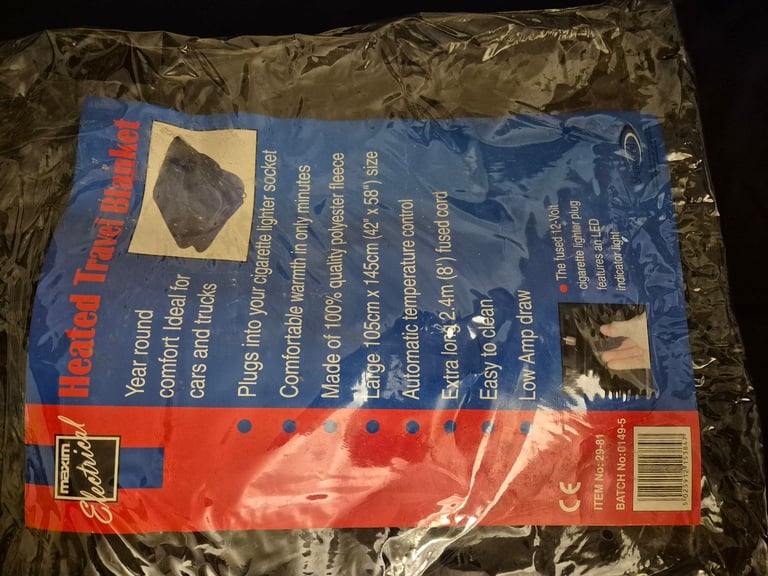 maxim
Electrical
Heated Travel Blanket
Year round
comfort Ideal for
cars and trucks
Plugs into your cigarette lighter socket
Comfortable warmth in only minutes
Made of 100% quality polyester fleece
Large 105cm x 145cm (42" x 58") size
Automatic temperature control
Extra long 2.4m (8') fused cord
Easy to clean
Low Amp draw
The fused 12-Volt
cigarette lighter plug
features an LED
indicator light
CE
ITEM No: 29-81
BATCH No: 0149-5